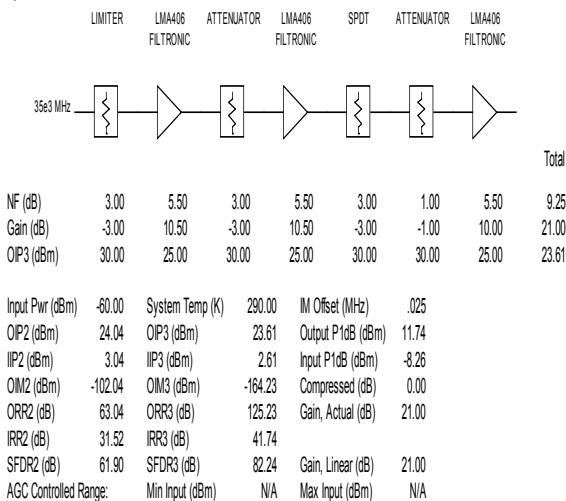 LIMITER LMA406 ATTENUATOR LMA406 SPDT ATTENUATOR LMA406
FILTRONIC FILTRONIC FILTRONIC
35e3 MHz
Total
NF (dB) 3.00 5.50 3.00 5.50 3.00 1.00 5.50 9.25
Gain (dB) -3.00 10.50 -3.00 10.50 -3.00 -1.00 10.00 21.00
OIP3 (dBm) 30.00 25.00 30.00 25.00 30.00 30.00 25.00 23.61
Input Pwr (dBm) -60.00 System Temp (K) 290.00 IM Offset (MHz) .025
OIP2 (dBm) 24.04 OIP3 (dBm) 23.61 Output P1dB (dBm) 11.74
IIP2 (dBm) 3.04 IIP3 (dBm) 2.61 Input P1dB (dBm) -8.26
OIM2 (dBm) -102.04 OIM3 (dBm) -164.23 Compressed (dB) 0.00
ORR2 (dB) 63.04 ORR3 (dB) 125.23 Gain, Actual (dB) 21.00
IRR2 (dB) 31.52 IRR3 (dB) 41.74
SFDR2 (dB) 61.90 SFDR3 (dB) 82.24 Gain, Linear (dB) 21.00
AGC Controlled Range: Min Input (dBm) N/A Max Input (dBm) N/A